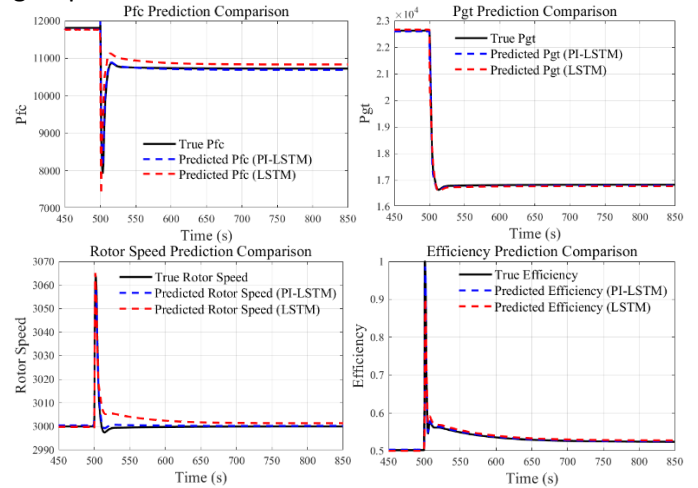 Pfc Prediction Comparison
12000
11000
10000
9000
8000
7000
Pfc
True Pfc
Predicted Pfc (PI-LSTM)
Predicted Pfc (LSTM)
450 500 550 600 650 700 750 800 850
Time (s)
Pgt Prediction Comparison
×10⁴
2.3
2.2
2.1
2
1.9
1.8
1.7
1.6
Pgt
True Pgt
Predicted Pgt (PI-LSTM)
Predicted Pgt (LSTM)
450 500 550 600 650 700 750 800 850
Time (s)
Rotor Speed Prediction Comparison
3070
3060
3050
3040
3030
3020
3010
3000
2990
Rotor Speed
True Rotor Speed
Predicted Rotor Speed (PI-LSTM)
Predicted Rotor Speed (LSTM)
450 500 550 600 650 700 750 800 850
Time (s)
Efficiency Prediction Comparison
1
0.9
0.8
0.7
0.6
0.5
Efficiency
True Efficiency
Predicted Efficiency (PI-LSTM)
Predicted Efficiency (LSTM)
450 500 550 600 650 700 750 800 850
Time (s)